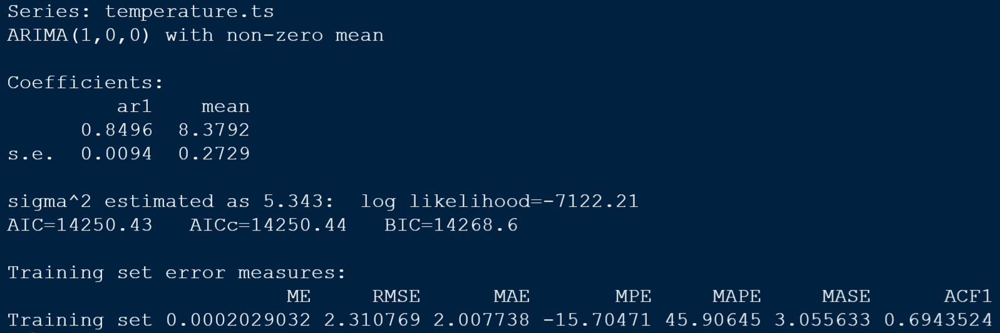 Series: temperature.ts
ARIMA(1,0,0) with non-zero mean
Coefficients:
ar1 mean
0.8496 8.3792
s.e. 0.0094 0.2729
sigma^2 estimated as 5.343: log likelihood=-7122.21
AIC=14250.43 AICc=14250.44 BIC=14268.6
Training set error measures:
ME RMSE MAE MPE MAPE MASE ACF1
Training set 0.0002029032 2.310769 2.007738 -15.70471 45.90645 3.055633 0.6943524